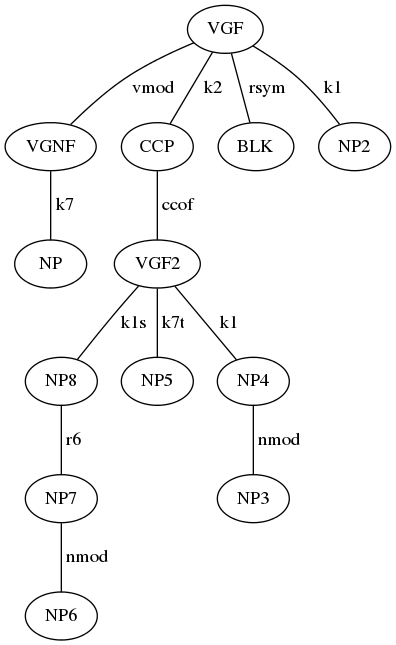 VGF
vmod k2 rsym k1
VGNF CCP BLK NP2
k7 ccof
NP VGF2
k1s k7t k1
NP8 NP5 NP4
r6 nmod
NP7 NP3
nmod
NP6